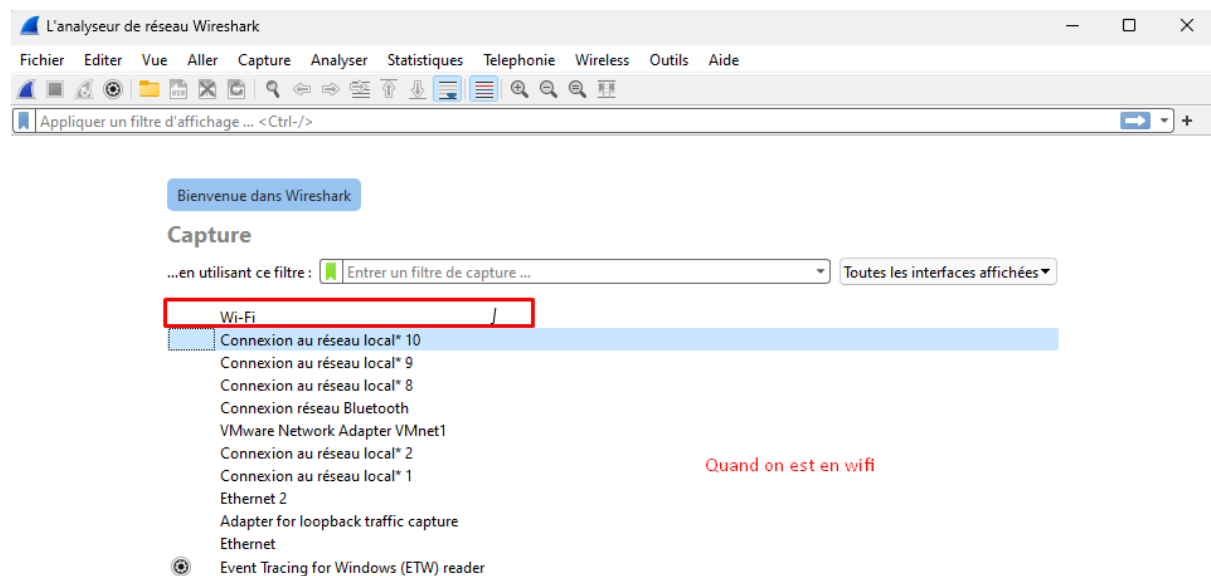 L'analyseur de réseau Wireshark
Fichier Editer Vue Aller Capture Analyser Statistiques Telephonie Wireless Outils Aide
Appliquer un filtre d'affichage ... <Ctrl-/>
Bienvenue dans Wireshark
Capture
...en utilisant ce filtre : Entrer un filtre de capture ... Toutes les interfaces affichées
Wi-Fi
Connexion au réseau local* 10
Connexion au réseau local* 9
Connexion au réseau local* 8
Connexion réseau Bluetooth
VMware Network Adapter VMnet1
Connexion au réseau local* 2
Quand on est en wifi
Connexion au réseau local* 1
Ethernet 2
Adapter for loopback traffic capture
Ethernet
Event Tracing for Windows (ETW) reader